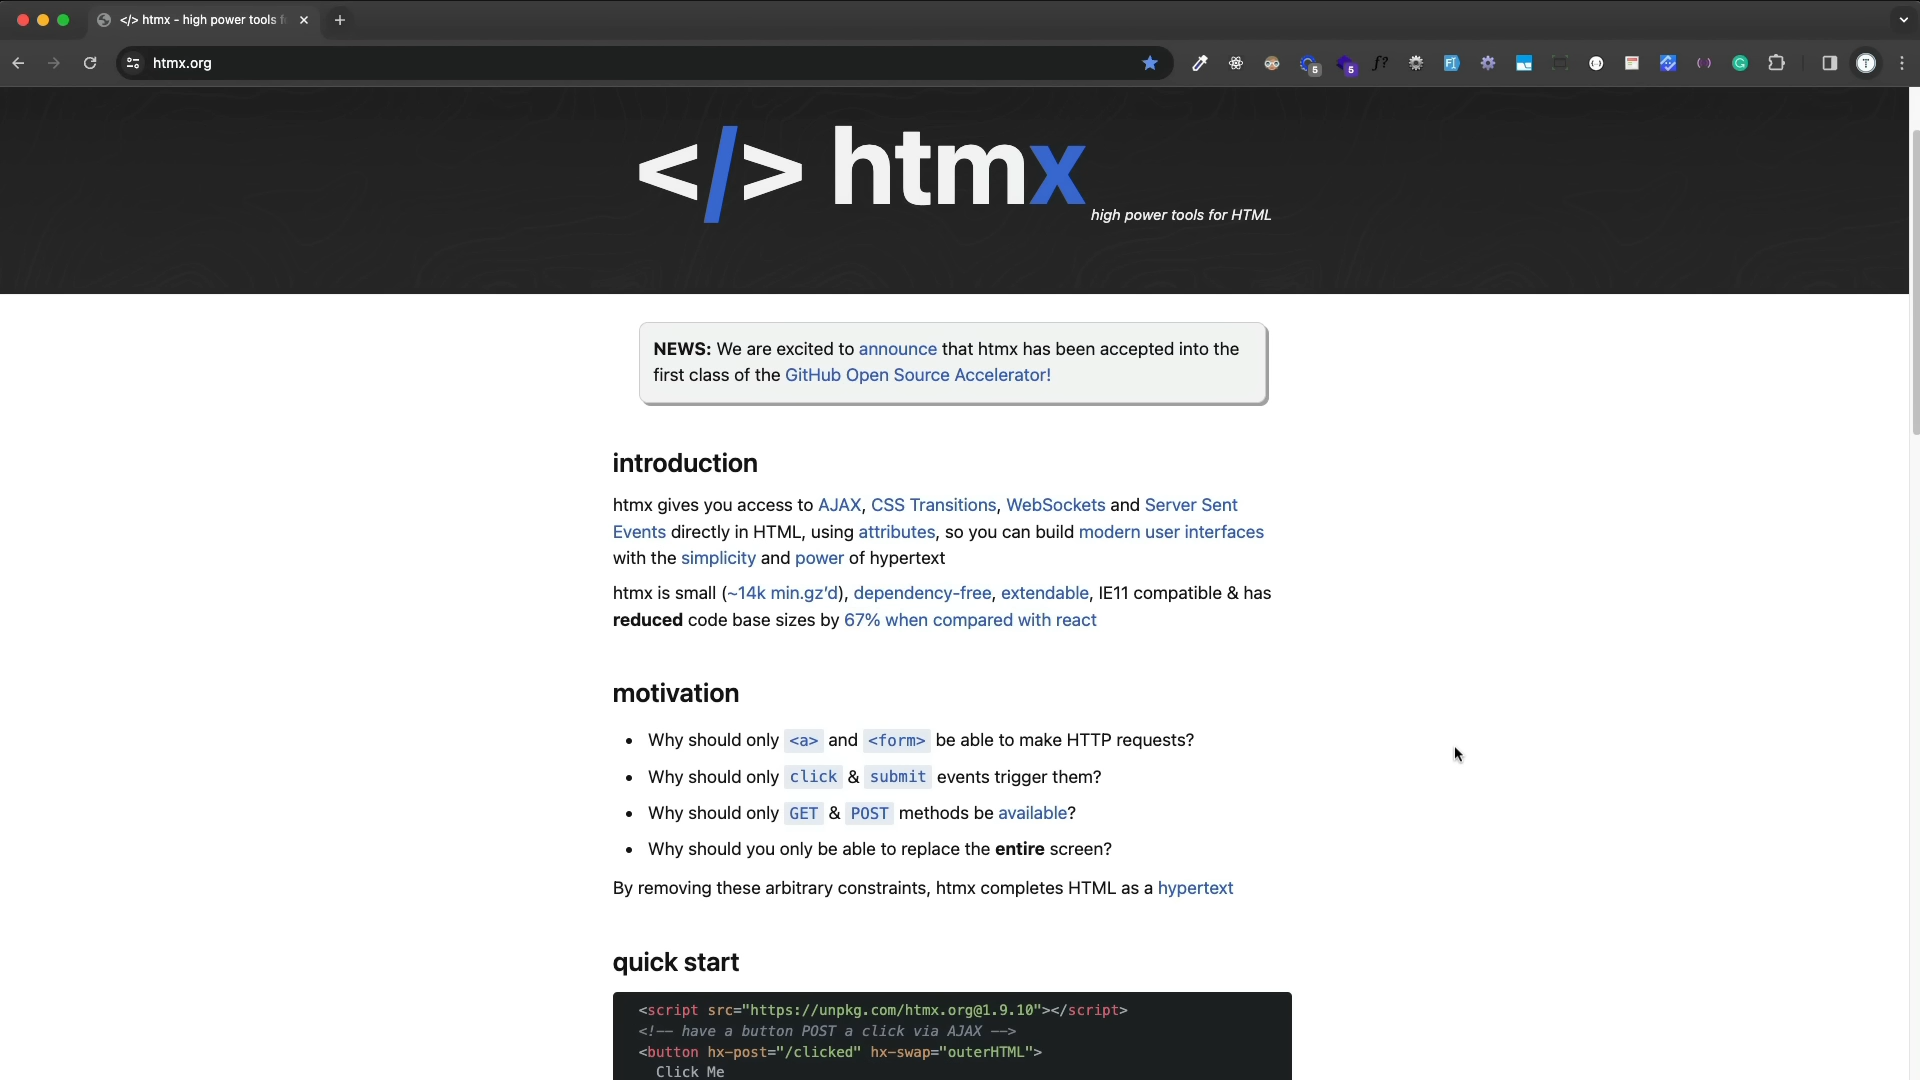 </> htmx - high power tools f
htmx.org
5
5
f?
FI
T
</> htmx
high power tools for HTML
NEWS: We are excited to announce that htmx has been accepted into the
first class of the GitHub Open Source Accelerator!
introduction
htmx gives you access to AJAX, CSS Transitions, WebSockets and Server Sent
Events directly in HTML, using attributes, so you can build modern user interfaces
with the simplicity and power of hypertext
htmx is small (~14k min.gz’d), dependency-free, extendable, IE11 compatible & has
reduced code base sizes by 67% when compared with react
motivation
• Why should only <a> and <form> be able to make HTTP requests?
• Why should only click & submit events trigger them?
• Why should only GET & POST methods be available?
• Why should you only be able to replace the entire screen?
By removing these arbitrary constraints, htmx completes HTML as a hypertext
quick start
<script src="https://unpkg.com/htmx.org@1.9.10"></script>
<!-- have a button POST a click via AJAX -->
<button hx-post="/clicked" hx-swap="outerHTML">
Click Me